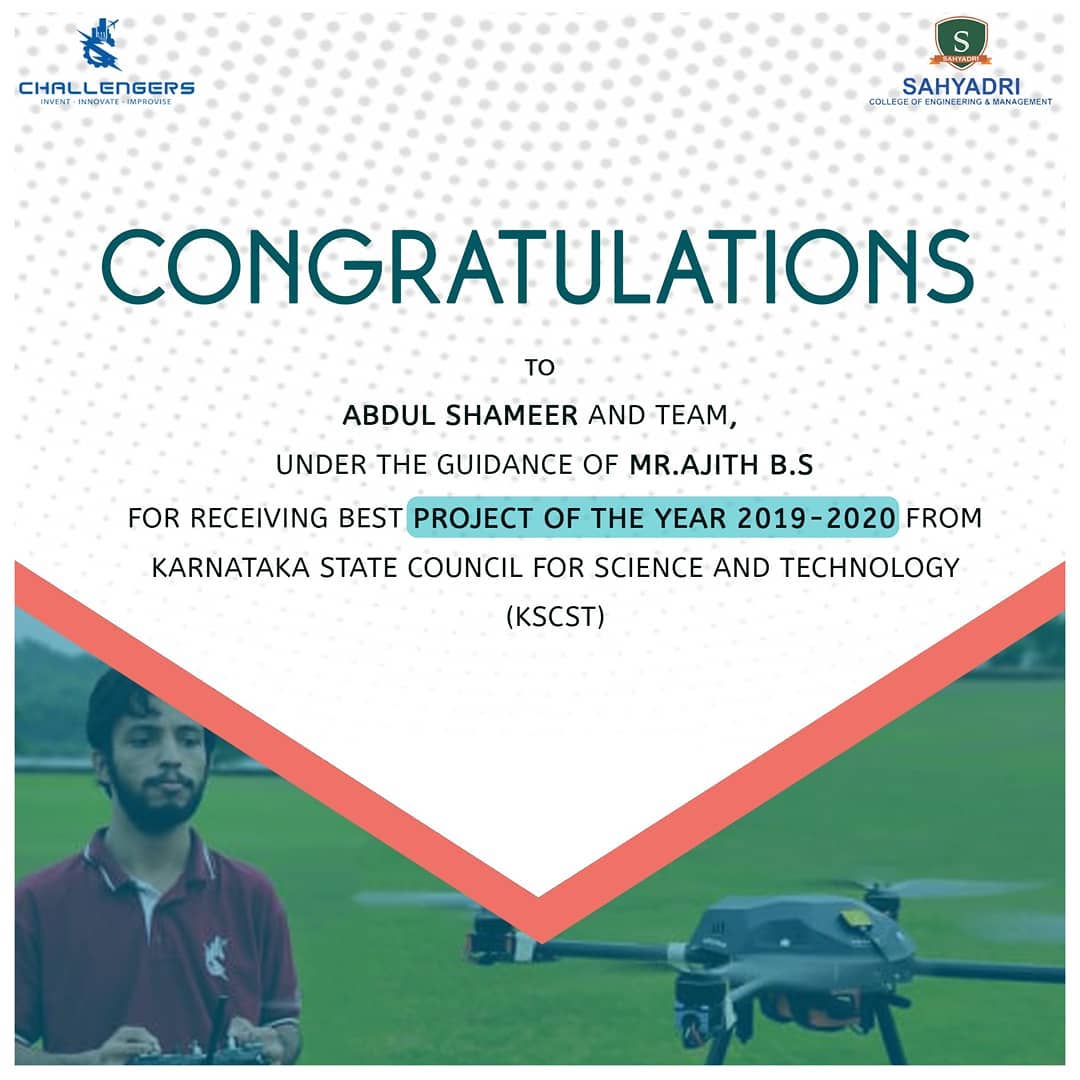 CHALLENGERS
INVENT - INNOVATE - IMPROVISE
S
SAHYADRI
SAHYADRI
COLLEGE OF ENGINEERING & MANAGEMENT
CONGRATULATIONS
TO
ABDUL SHAMEER AND TEAM,
UNDER THE GUIDANCE OF MR.AJITH B.S
FOR RECEIVING BEST PROJECT OF THE YEAR 2019-2020 FROM
KARNATAKA STATE COUNCIL FOR SCIENCE AND TECHNOLOGY
(KSCST)